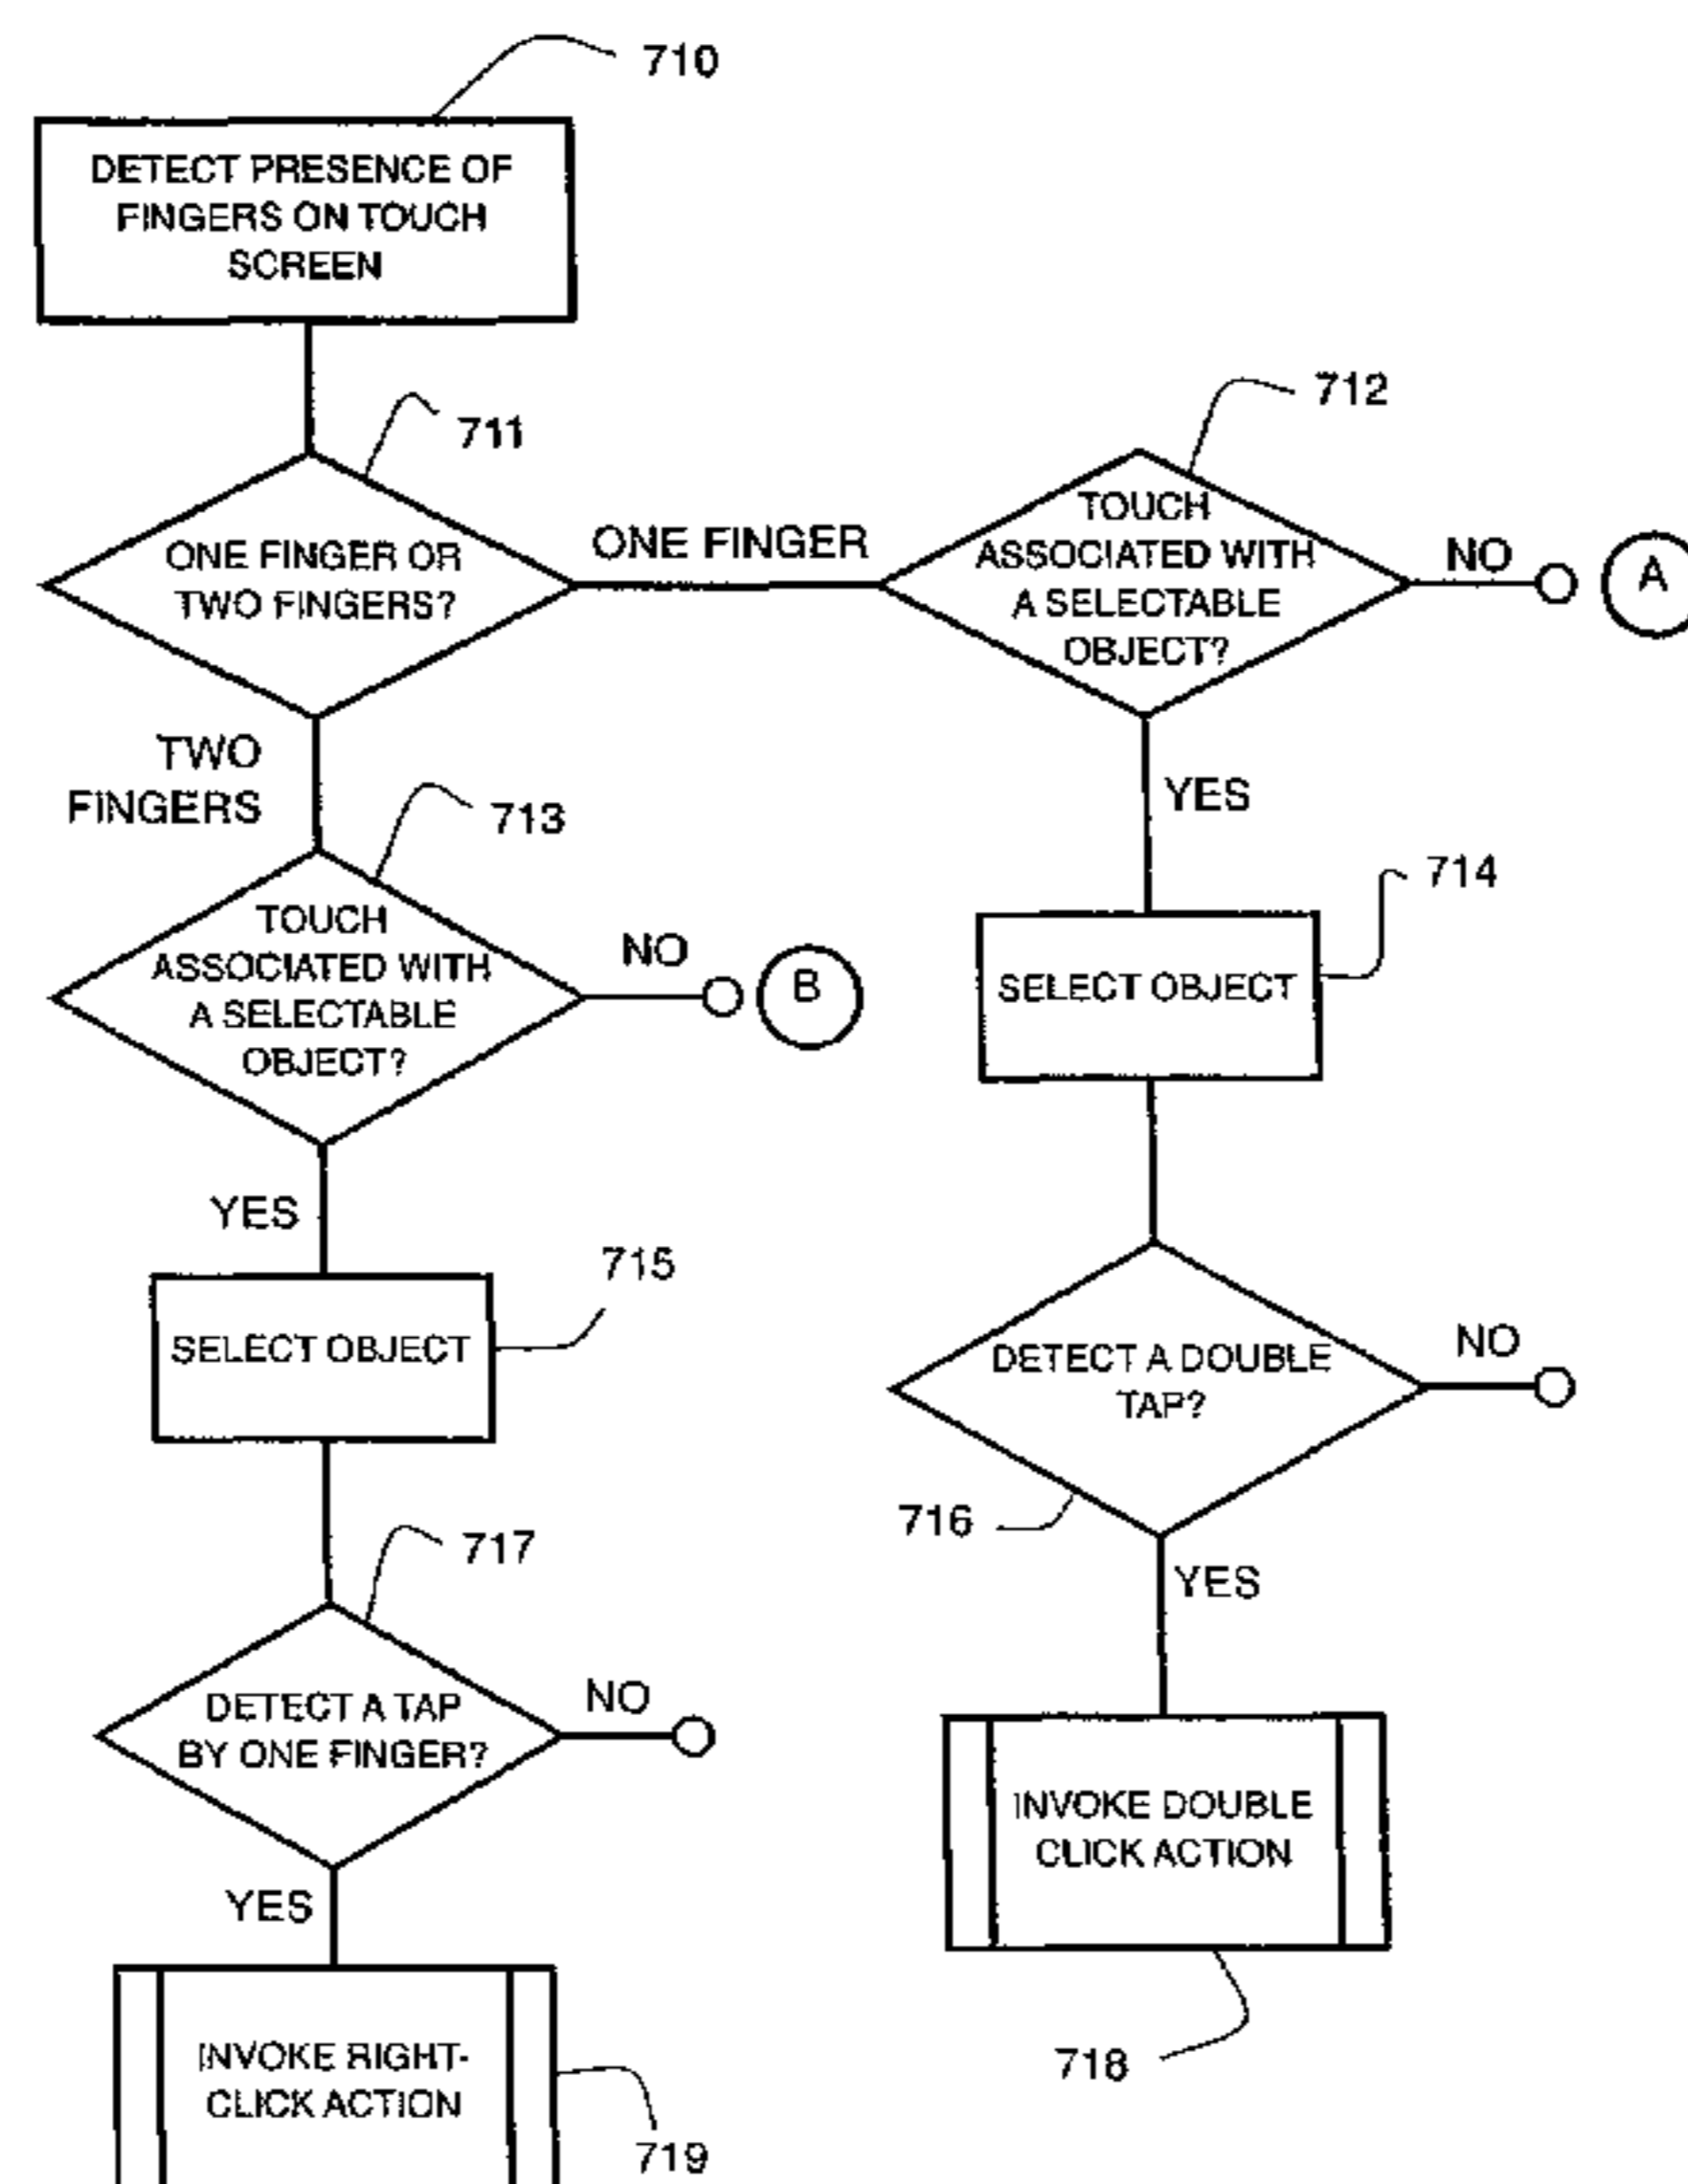 710
DETECT PRESENCE OF
FINGERS ON TOUCH
SCREEN
711
ONE FINGER OR
TWO FINGERS?
ONE FINGER
712
TOUCH
ASSOCIATED WITH
A SELECTABLE
OBJECT?
NO
A
TWO
FINGERS
YES
713
TOUCH
ASSOCIATED WITH
A SELECTABLE
OBJECT?
NO
B
714
SELECT OBJECT
YES
715
SELECT OBJECT
DETECT A DOUBLE
TAP?
NO
716
YES
717
DETECT A TAP
BY ONE FINGER?
NO
YES
INVOKE DOUBLE
CLICK ACTION
718
INVOKE RIGHT-
CLICK ACTION
719